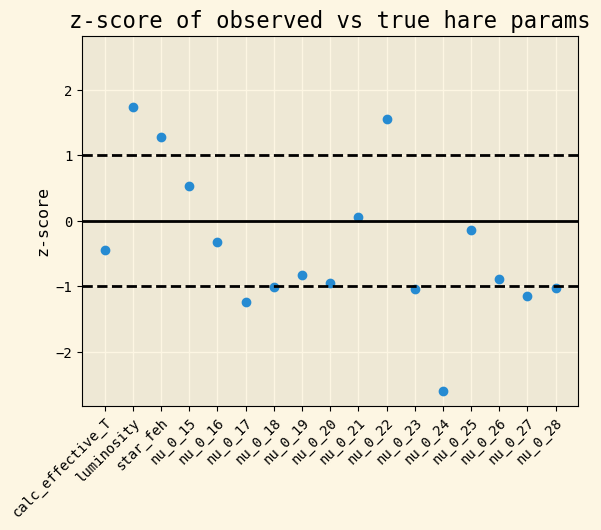 z-score of observed vs true hare params
z-score
2
1
0
−1
−2
calc_effective_T
luminosity
star_feh
nu_0_15
nu_0_16
nu_0_17
nu_0_18
nu_0_19
nu_0_20
nu_0_21
nu_0_22
nu_0_23
nu_0_24
nu_0_25
nu_0_26
nu_0_27
nu_0_28